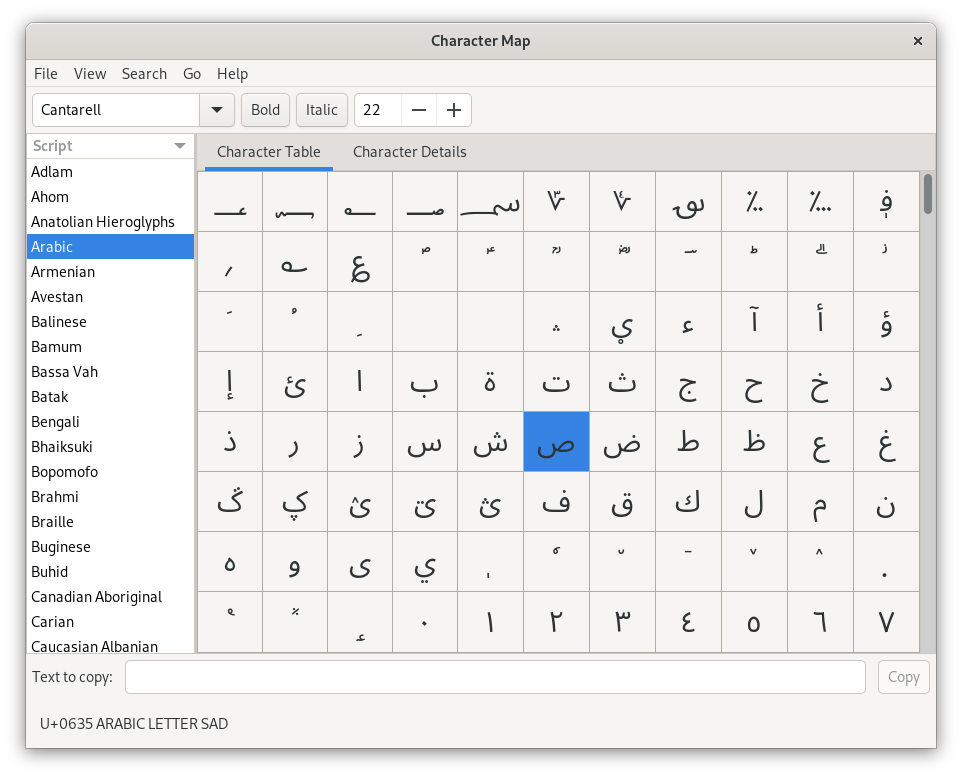 Character Map
File View Search Go Help
Cantarell Bold Italic 22
Script
Adlam
Ahom
Anatolian Hieroglyphs
Arabic
Armenian
Avestan
Balinese
Bamum
Bassa Vah
Batak
Bengali
Bhaiksuki
Bopomofo
Brahmi
Braille
Buginese
Buhid
Canadian Aboriginal
Carian
Caucasian Albanian
Character Table Character Details
ء آ أ ؤ
إ ئ ا ب ة ت ث ج ح خ د
ذ ر ز س ش ص ض ط ظ ع غ
ػ ؼ ؽ ؾ ؿ ف ق ك ل م ن
ه و ى ي
٠ ١ ٢ ٣ ٤ ٥ ٦ ٧
Text to copy: Copy
U+0635 ARABIC LETTER SAD